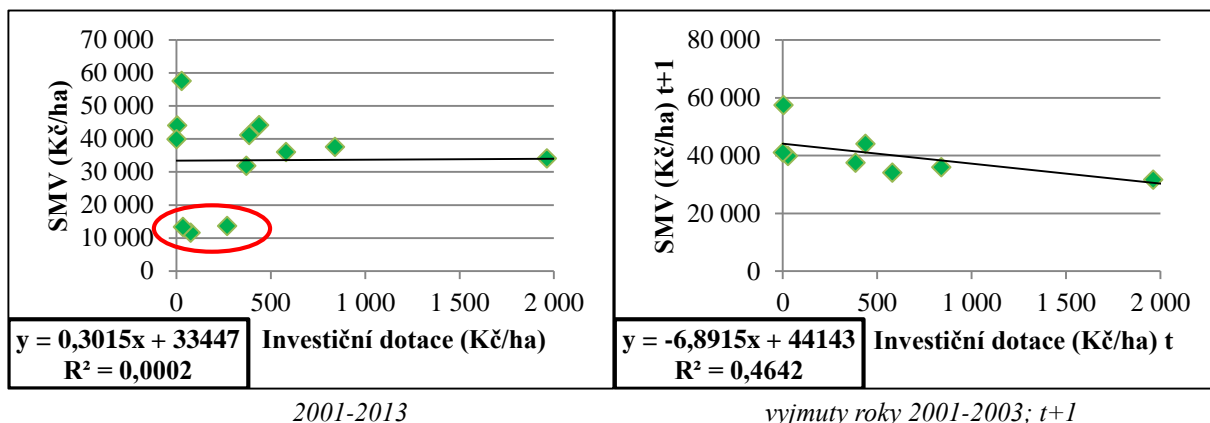 70 000
60 000
50 000
40 000
30 000
20 000
10 000
0
SMV (Kč/ha)
0 500 1 000 1 500 2 000
y = 0,3015x + 33447
R² = 0,0002
Investiční dotace (Kč/ha)
2001-2013
80 000
60 000
40 000
20 000
0
SMV (Kč/ha) t+1
0 500 1 000 1 500 2 000
y = -6,8915x + 44143
R² = 0,4642
Investiční dotace (Kč/ha) t
vyjmuty roky 2001-2003; t+1